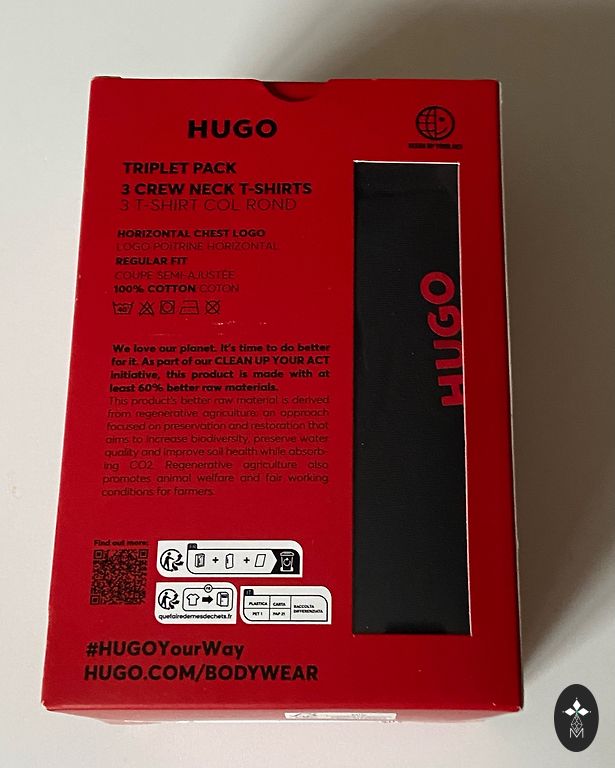 HUGO
TRIPLET PACK
3 CREW NECK T-SHIRTS
3 T-SHIRT COL ROND
HORIZONTAL CHEST LOGO
LOGO POITRINE HORIZONTAL
REGULAR FIT
COUPE SEMI-AJUSTÉE
100% COTTON COTON
40
We love our planet. It's time to do better
for it. As part of our CLEAN UP YOUR ACT
initiative, this product is made with at
least 60% better raw materials.
This product's better raw material is derived
from regenerative agriculture: an approach
focused on preservation and restoration that
aims to increase biodiversity, preserve water
quality and improve soil health while absorb-
ing CO2. Regenerative agriculture also
promotes animal welfare and fair working
conditions for farmers.
HUGO
Find out more:
FR
quefairedemesdechets.fr
IT
PLASTICA CARTA RACCOLTA
DIFFERENZIATA
PET 1 PAP 21
#HUGOYourWay
HUGO.COM/BODYWEAR
M